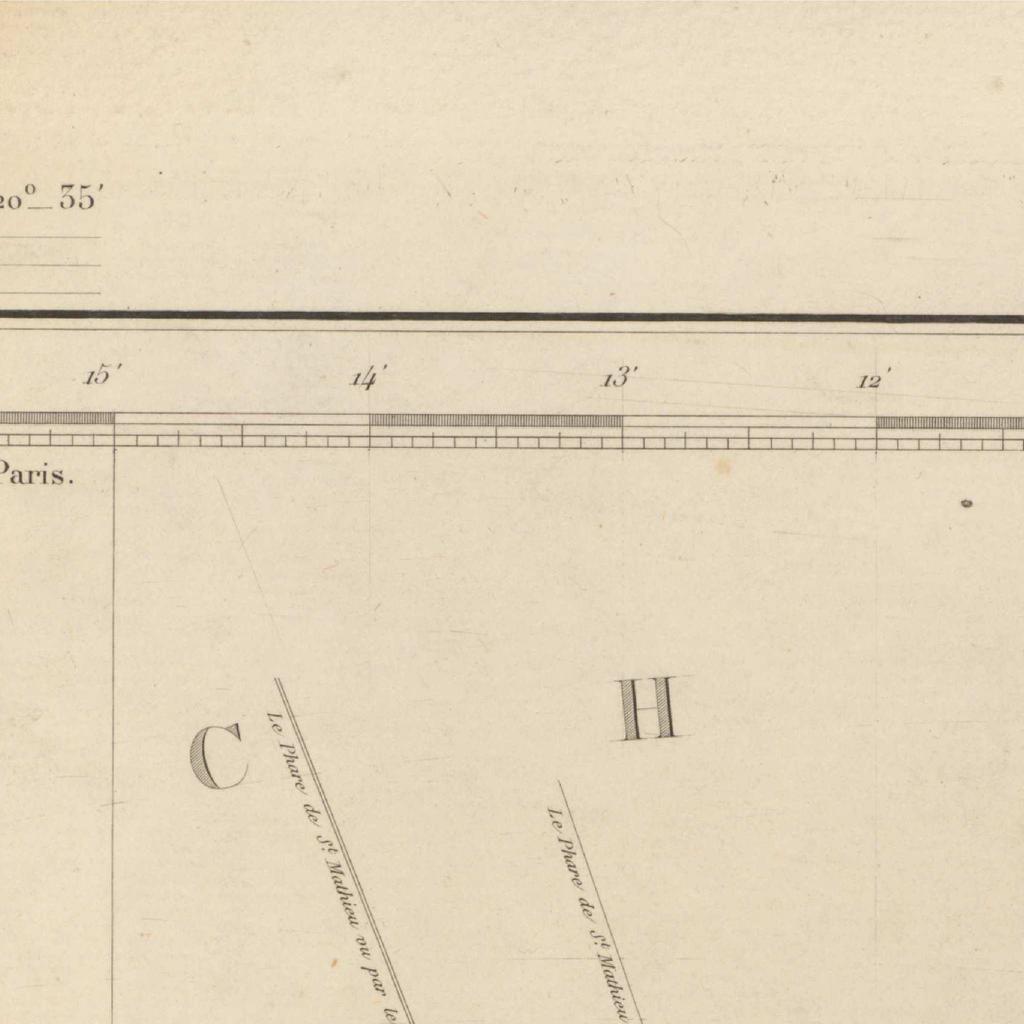 20° 35'
15' 14' 13' 12'
Paris.
C H
Le Phare de St. Mathieu vu par le
Le Phare de St. Mathieu